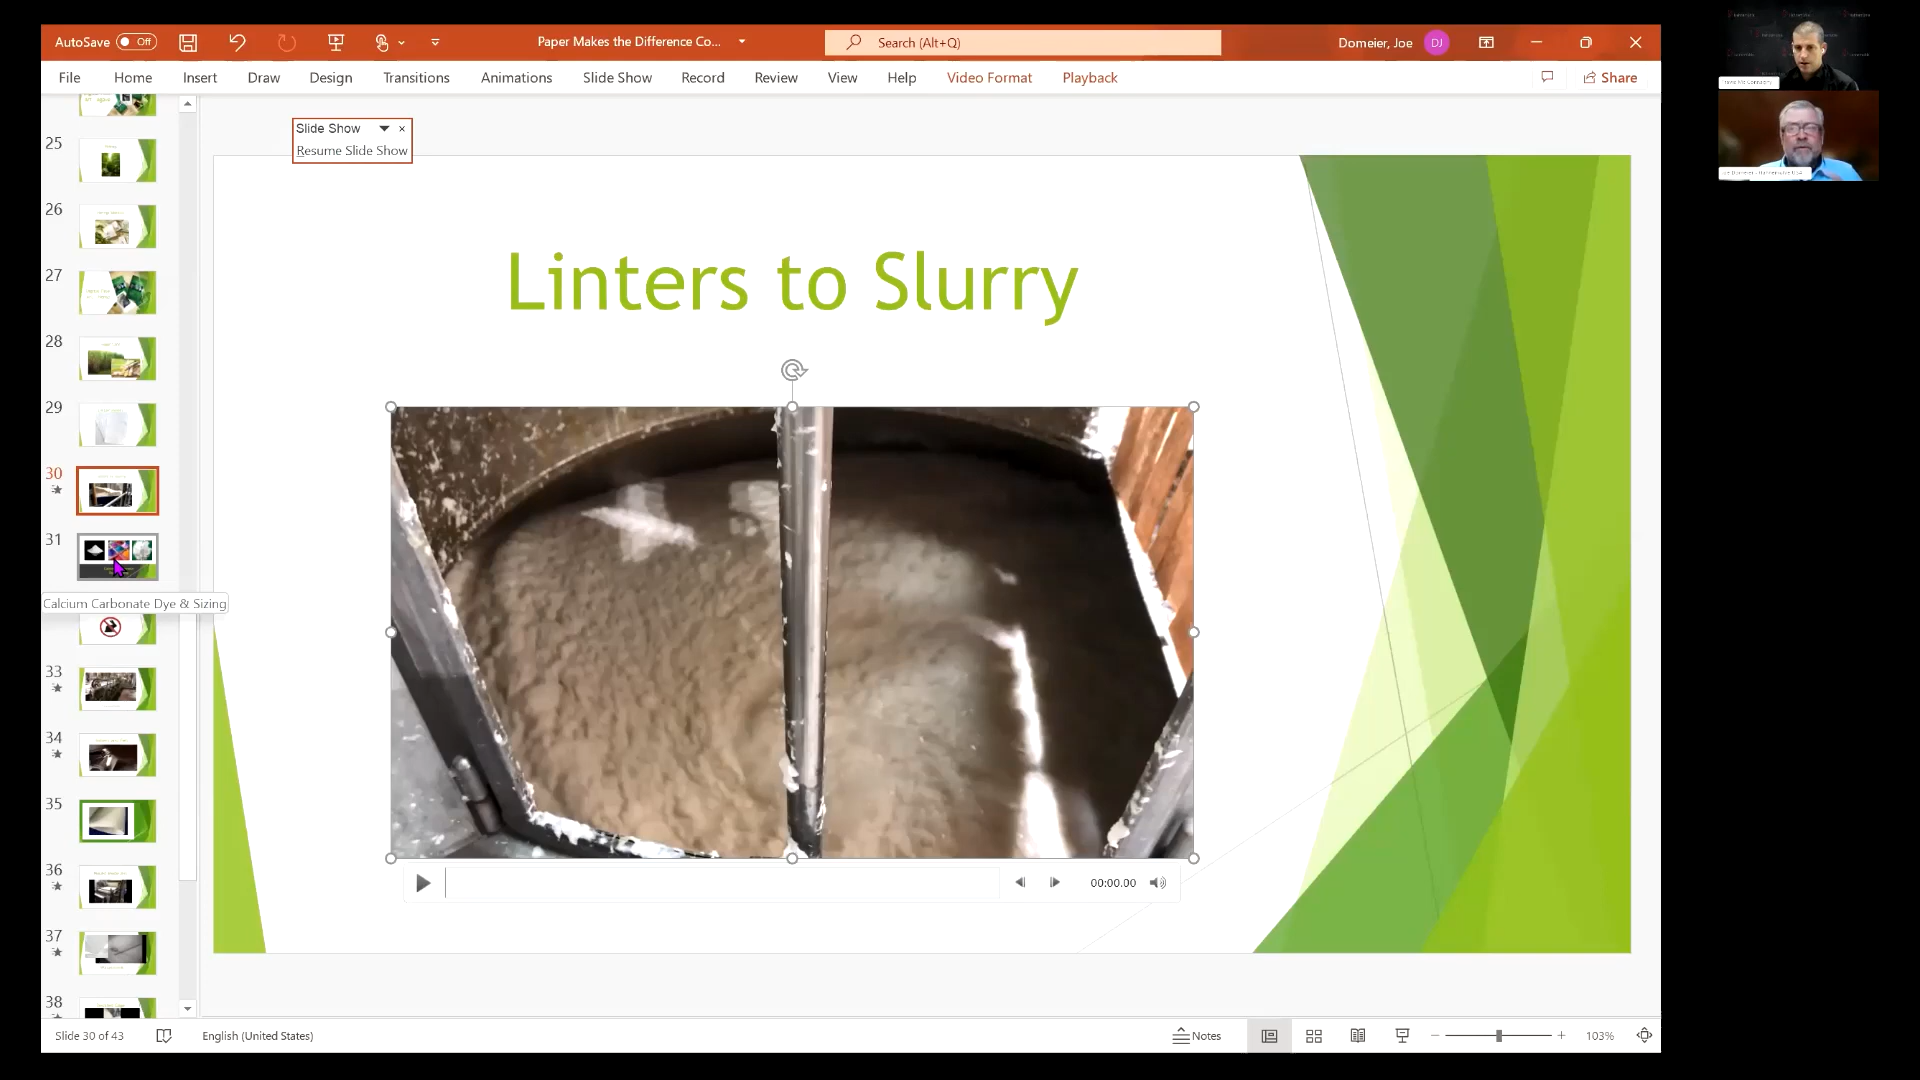 AutoSave Off
Paper Makes the Difference Co...
Search (Alt+Q)
Domeier, Joe DJ
File Home Insert Draw Design Transitions Animations Slide Show Record Review View Help Video Format Playback Share
Slide Show
Resume Slide Show
25
26
27
28
29
30
31
Calcium Carbonate Dye & Sizing
33
34
35
36
37
38
Linters to Slurry
00:00.00
Slide 30 of 43 English (United States) Notes 103%